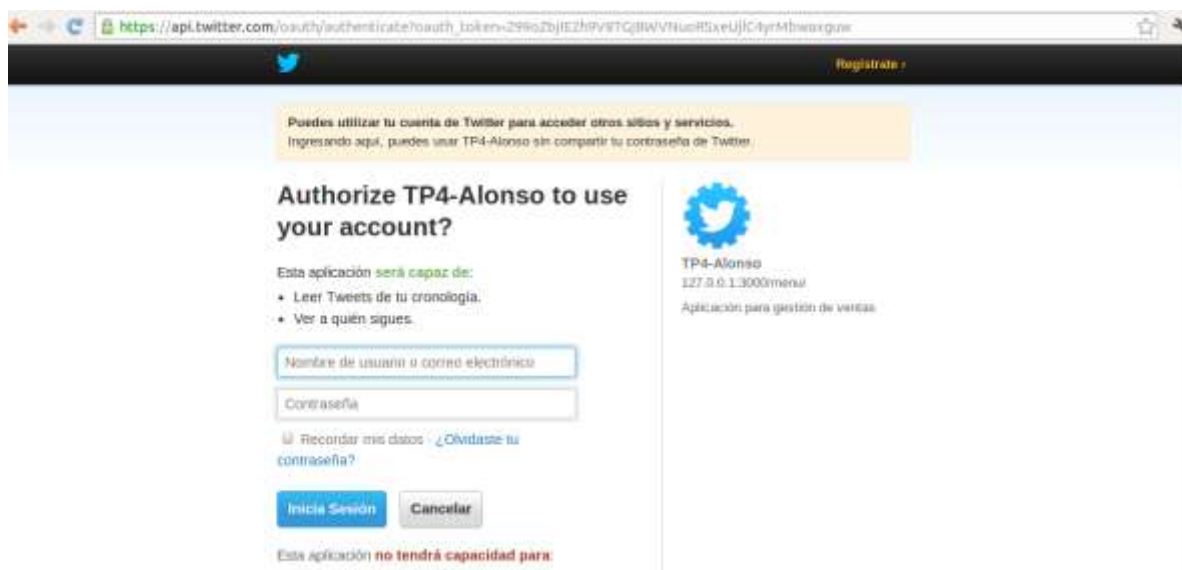 https://api.twitter.com/oauth/authenticate?oauth_token=
Regístrate ›
Puedes utilizar tu cuenta de Twitter para acceder otros sitios y servicios.
Ingresando aquí, puedes usar TP4-Alonso sin compartir tu contraseña de Twitter.
Authorize TP4-Alonso to use
your account?
Esta aplicación será capaz de:
• Leer Tweets de tu cronología.
• Ver a quién sigues.
Nombre de usuario o correo electrónico
Contraseña
Recordar mis datos · ¿Olvidaste tu
contraseña?
Inicia Sesión
Cancelar
Esta aplicación no tendrá capacidad para:
TP4-Alonso
127.0.0.1:3000/menu/
Aplicación para gestión de ventas